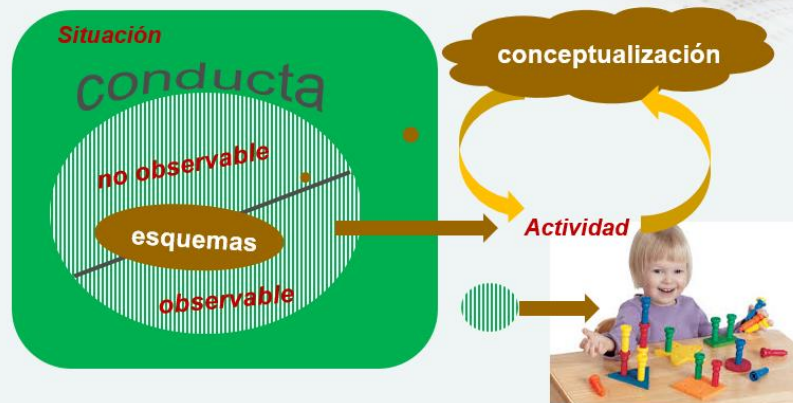 Situación
conducta
no observable
esquemas
observable
conceptualización
Actividad